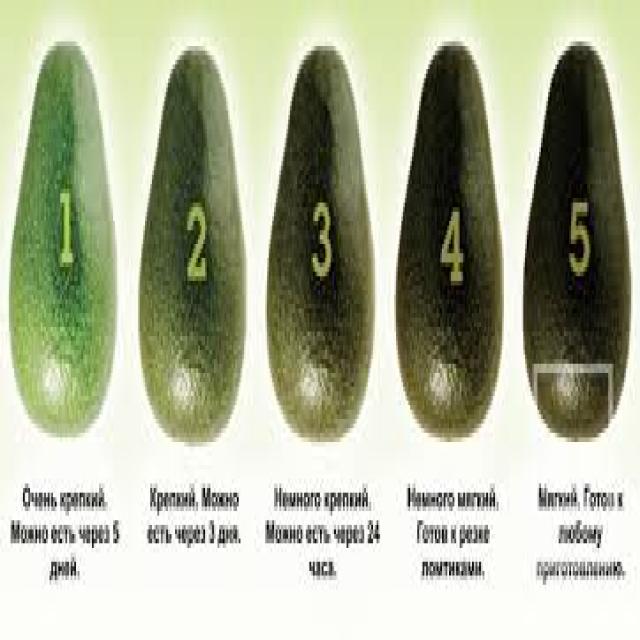 1 2 3 4 5
Очень крепкий.
Можно есть через 5
дней.
Крепкий. Можно
есть через 3 дня.
Немного крепкий.
Можно есть через 24
часа.
Немного мягкий.
Готов к резке
ломтиками.
Мягкий. Готов к
любому
приготовлению.